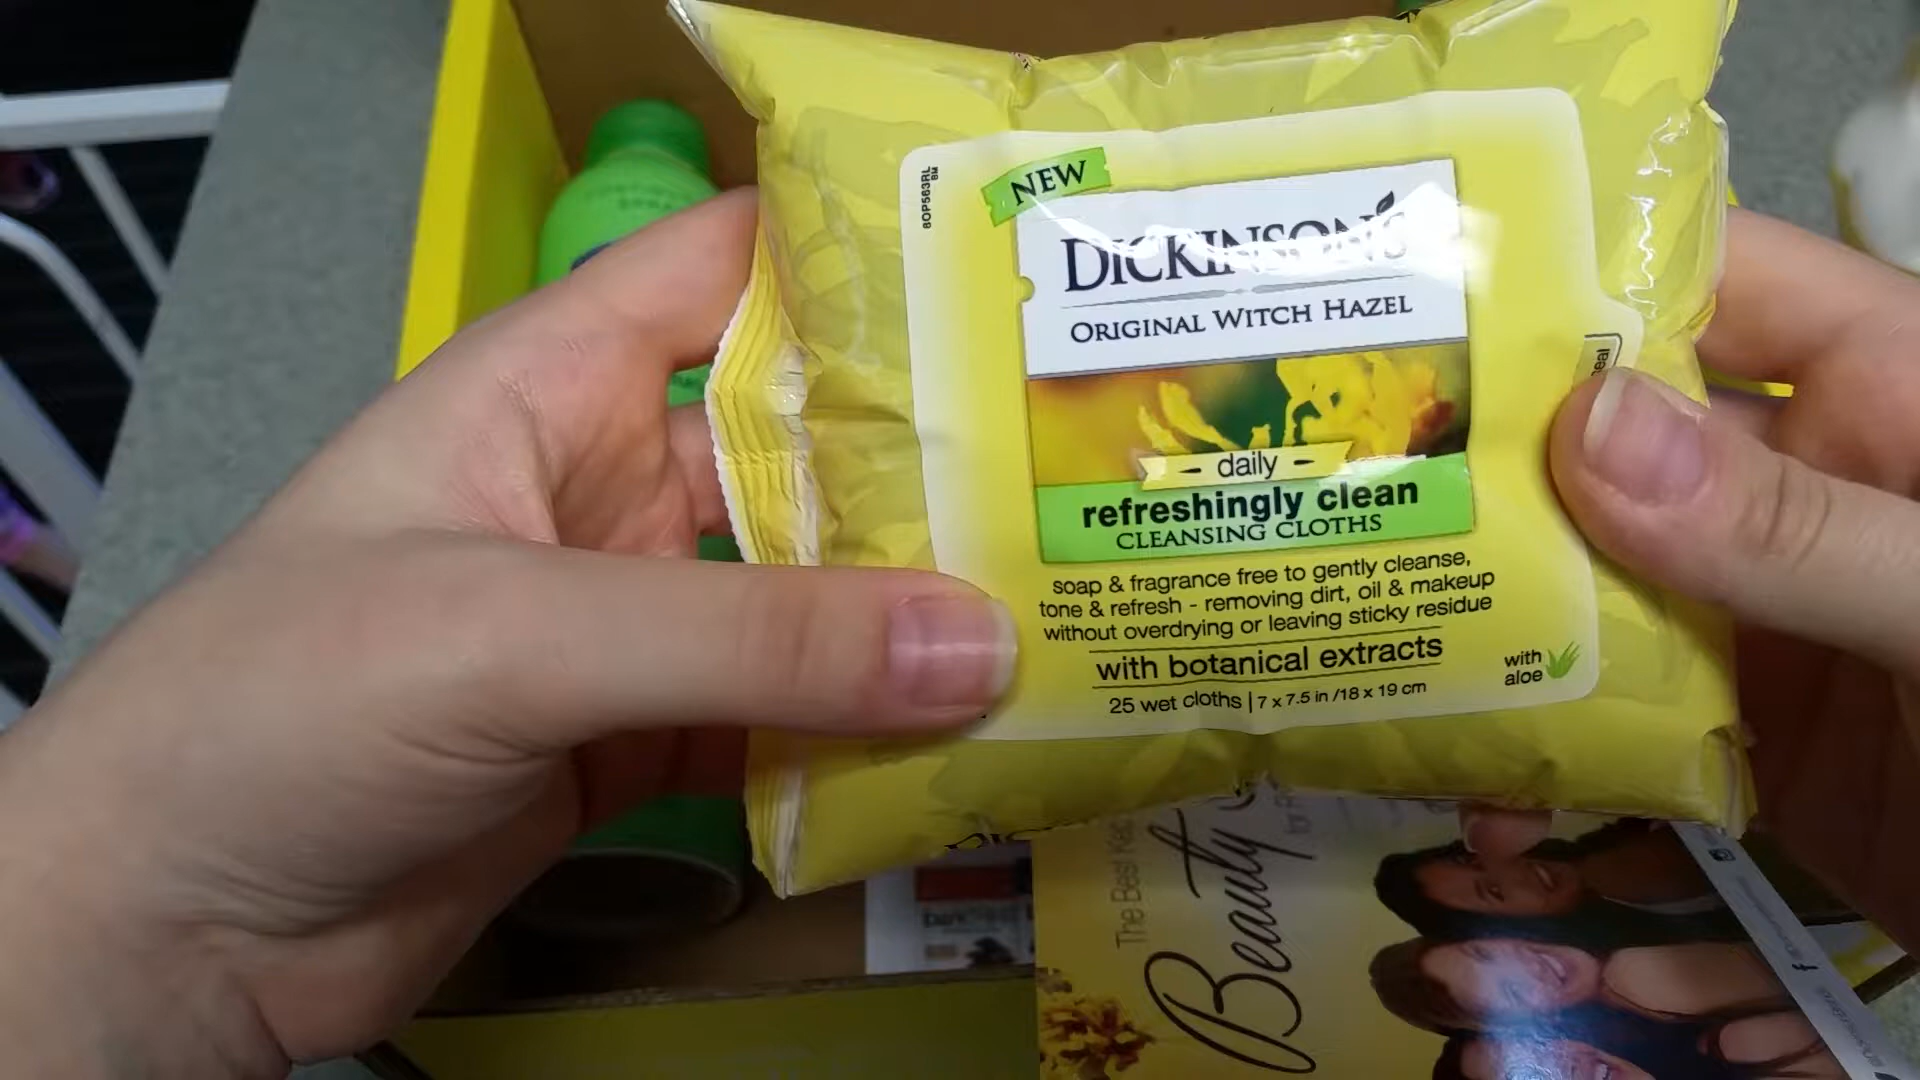 8OP563RL
BM
NEW
DICKINSON'S
ORIGINAL WITCH HAZEL
daily
refreshingly clean
CLEANSING CLOTHS
soap & fragrance free to gently cleanse,
tone & refresh - removing dirt, oil & makeup
without overdrying or leaving sticky residue
with botanical extracts
25 wet cloths | 7 x 7.5 in /18 x 19 cm
with
aloe
The Best Kept
Beauty